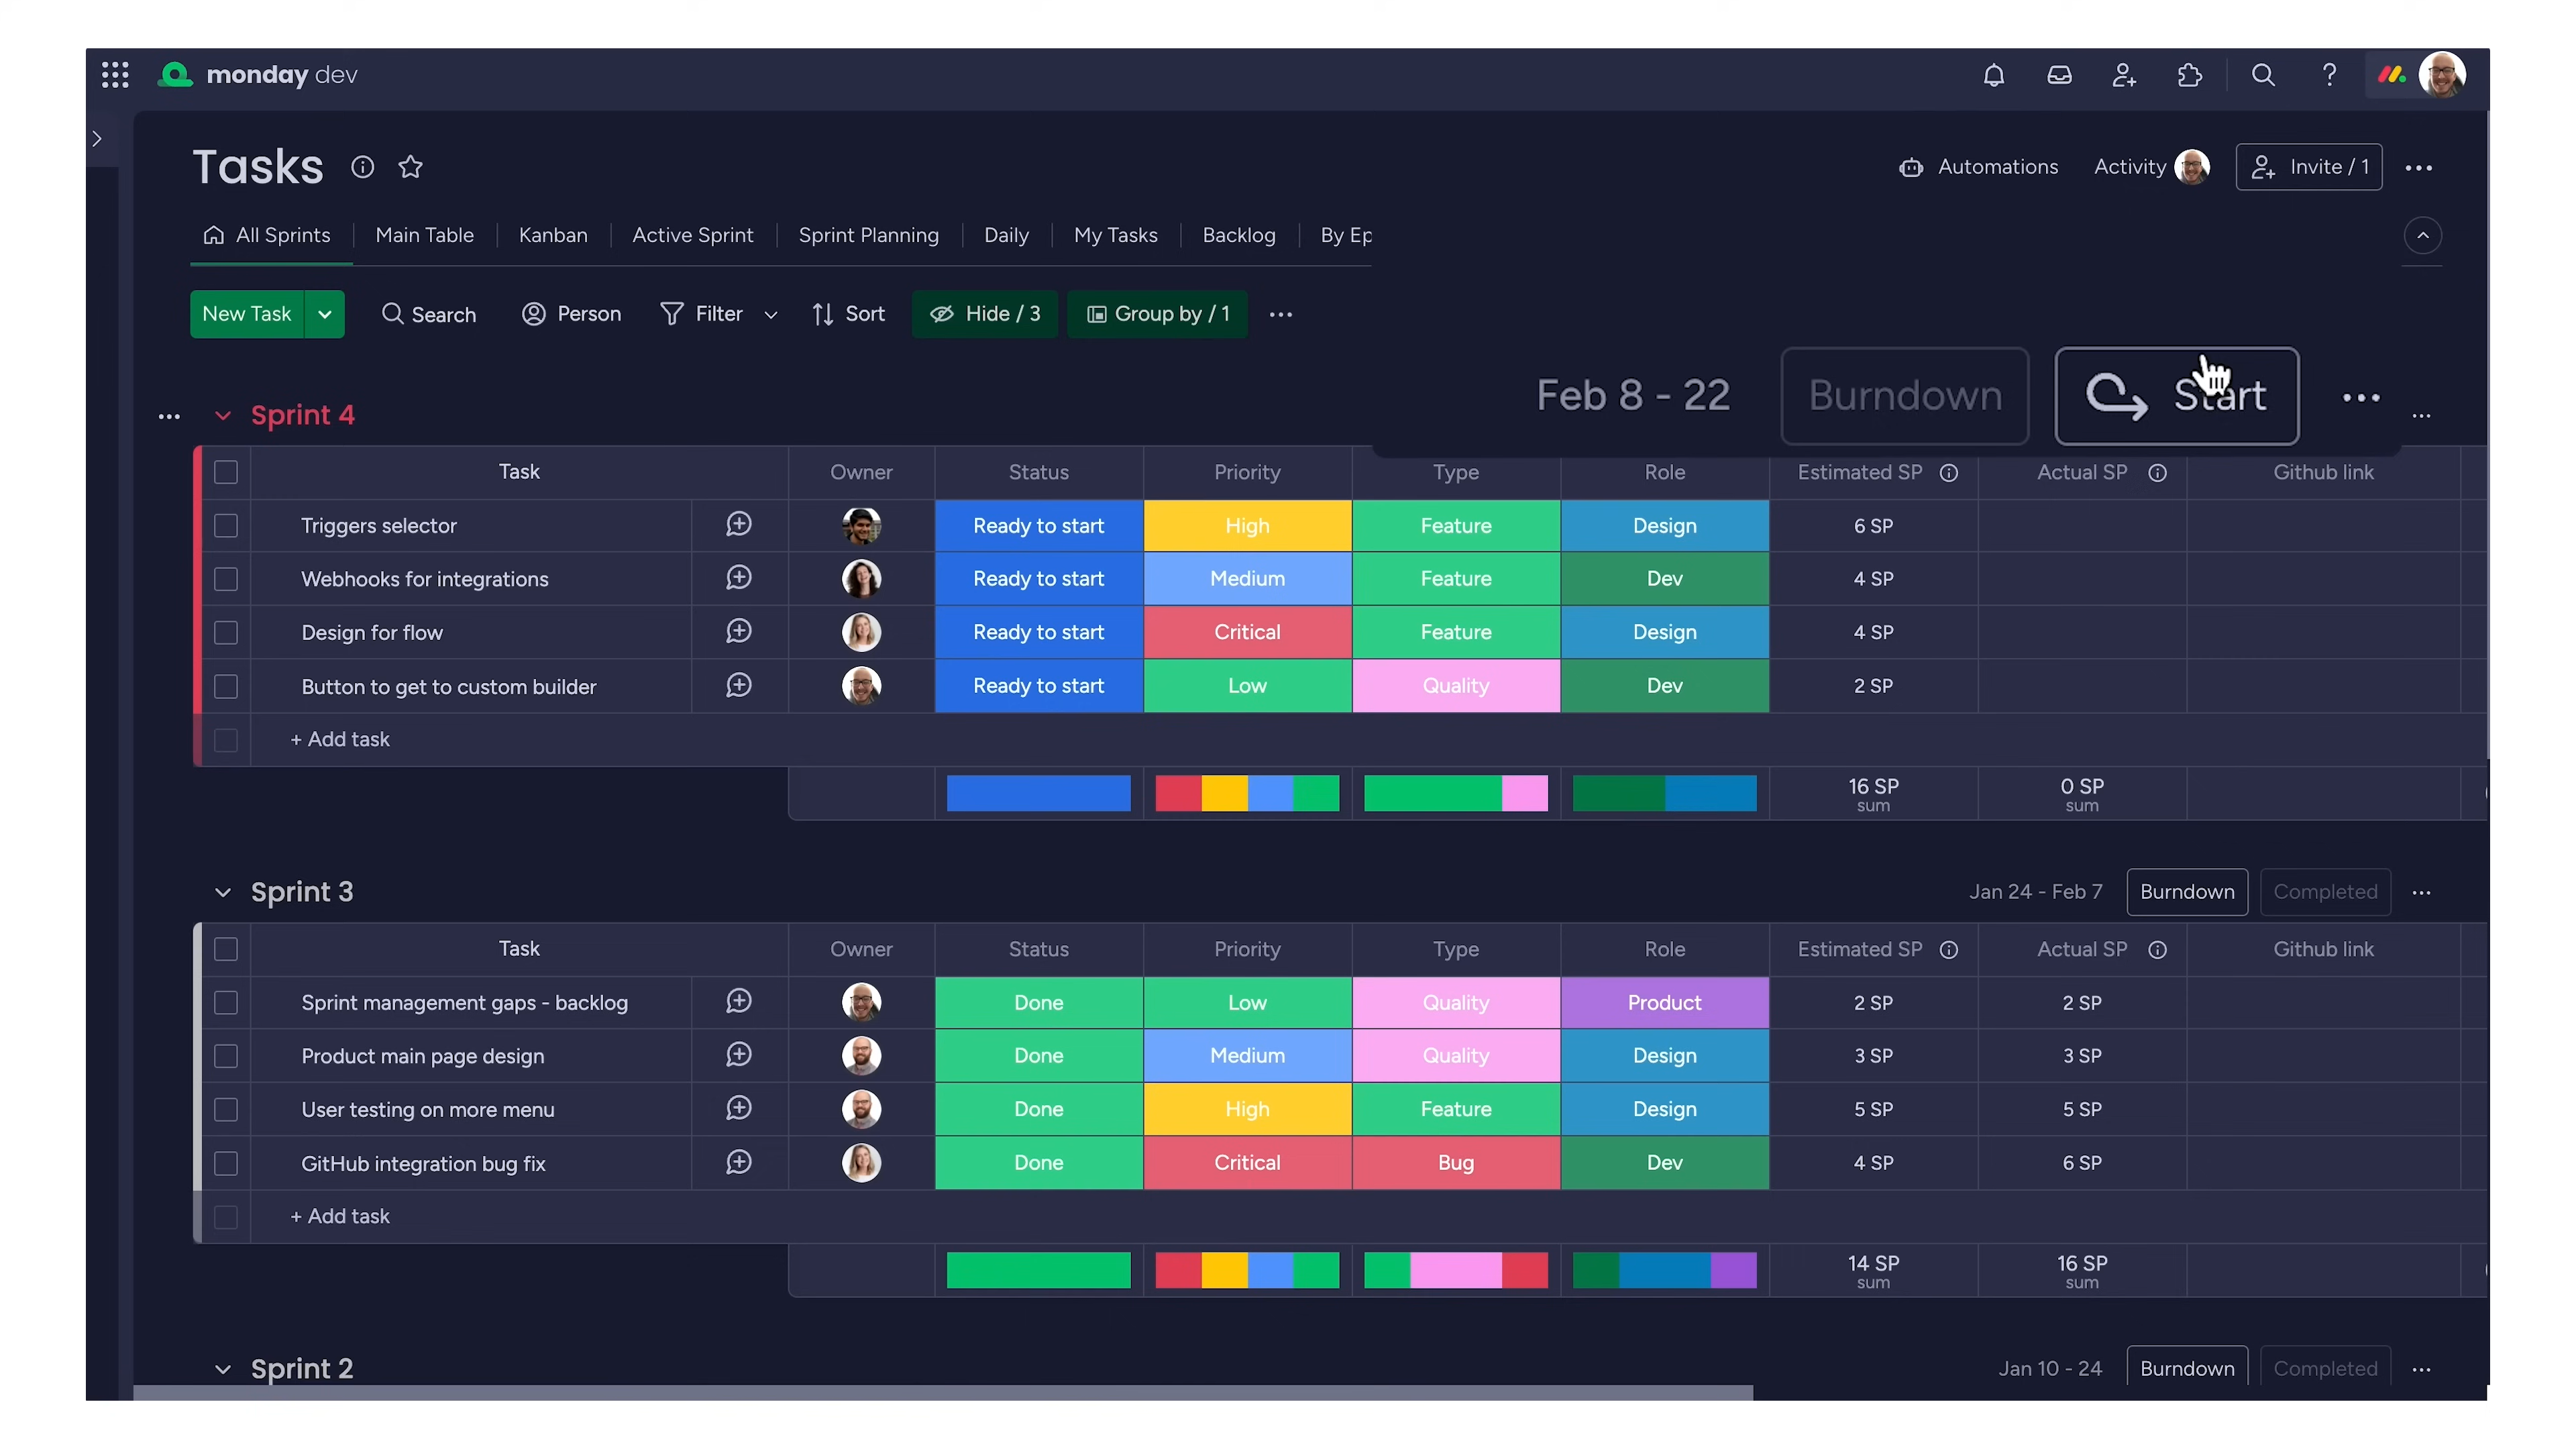 monday dev
Tasks
Automations Activity Invite / 1
All Sprints Main Table Kanban Active Sprint Sprint Planning Daily My Tasks Backlog By Ep
New Task Search Person Filter Sort Hide / 3 Group by / 1
Feb 8 - 22 Burndown Start
Sprint 4
Task Owner Status Priority Type Role Estimated SP Actual SP Github link
Triggers selector Ready to start High Feature Design 6 SP
Webhooks for integrations Ready to start Medium Feature Dev 4 SP
Design for flow Ready to start Critical Feature Design 4 SP
Button to get to custom builder Ready to start Low Quality Dev 2 SP
+ Add task
16 SP 0 SP
sum sum
Sprint 3 Jan 24 - Feb 7 Burndown Completed
Task Owner Status Priority Type Role Estimated SP Actual SP Github link
Sprint management gaps - backlog Done Low Quality Product 2 SP 2 SP
Product main page design Done Medium Quality Design 3 SP 3 SP
User testing on more menu Done High Feature Design 5 SP 5 SP
GitHub integration bug fix Done Critical Bug Dev 4 SP 6 SP
+ Add task
14 SP 16 SP
sum sum
Sprint 2 Jan 10 - 24 Burndown Completed